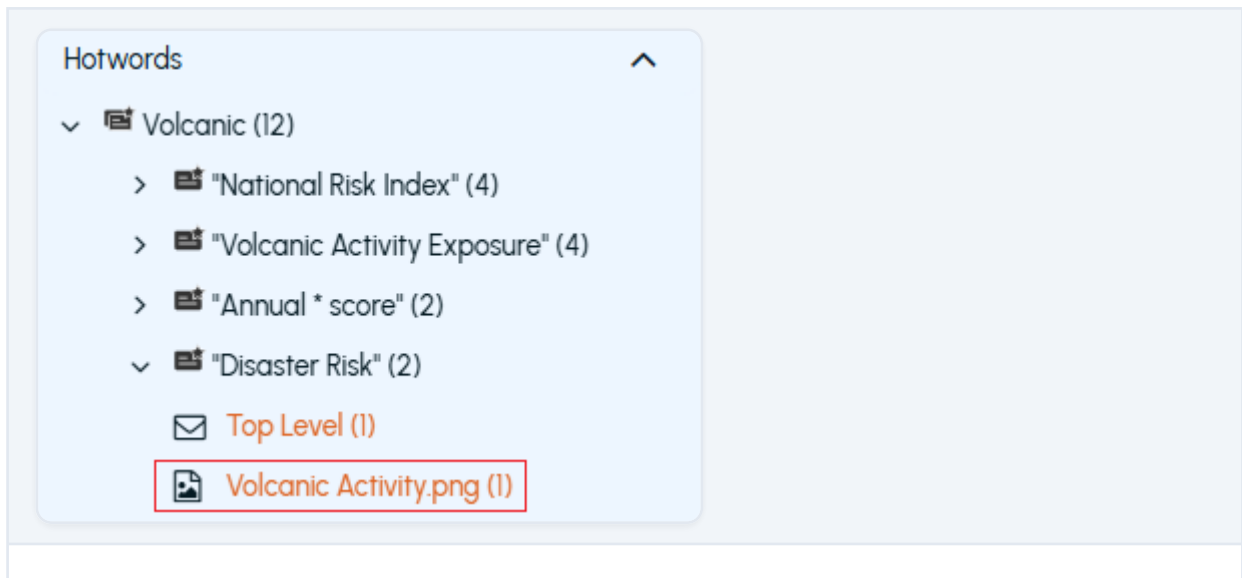 Hotwords
Volcanic (12)
"National Risk Index" (4)
"Volcanic Activity Exposure" (4)
"Annual * score" (2)
"Disaster Risk" (2)
Top Level (1)
Volcanic Activity.png (1)